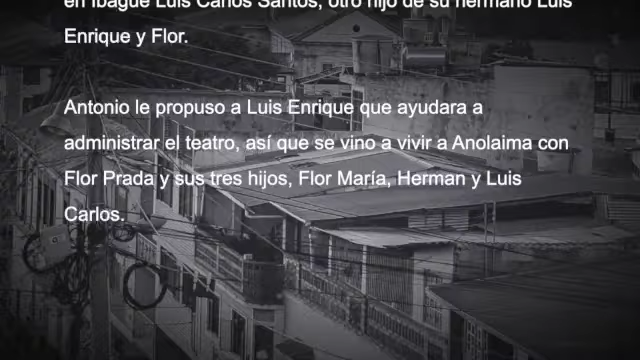 en Ibagué Luis Carlos Santos, otro hijo de su hermano Luis
Enrique y Flor.
Antonio le propuso a Luis Enrique que ayudara a
administrar el teatro, así que se vino a vivir a Anolaima con
Flor Prada y sus tres hijos, Flor María, Herman y Luis
Carlos.